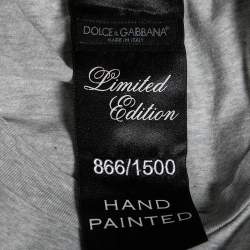 DOLCE & GABBANA
MADE IN ITALY
Limited
Edition
866/1500
HAND
PAINTED